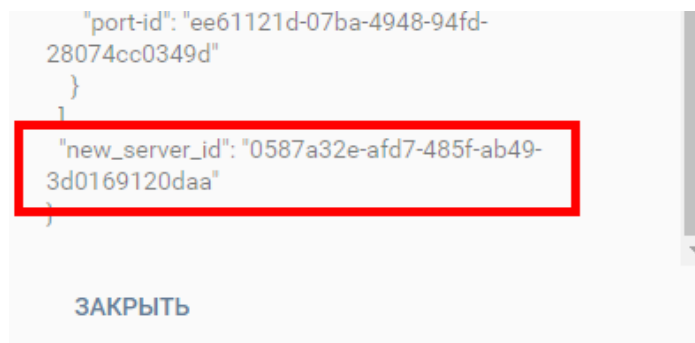 "port-id": "ee61121d-07ba-4948-94fd-
28074cc0349d"
}
]
"new_server_id": "0587a32e-afd7-485f-ab49-
3d0169120daa"
}
ЗАКРЫТЬ